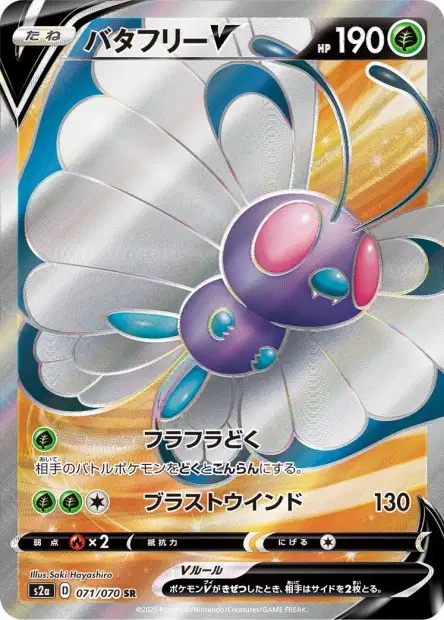 たね バタフリーV HP 190
フラフラどく
相手のバトルポケモンをどくとこんらんにする。
ブラストウインド 130
弱点 ×2 抵抗力 にげる
Illus.Saki Hayashiro
Vルール
ポケモンVがきぜつしたとき、相手はサイドを2枚とる。
s2a D 071/070 SR
©2020 Pokémon/Nintendo/Creatures/GAME FREAK.